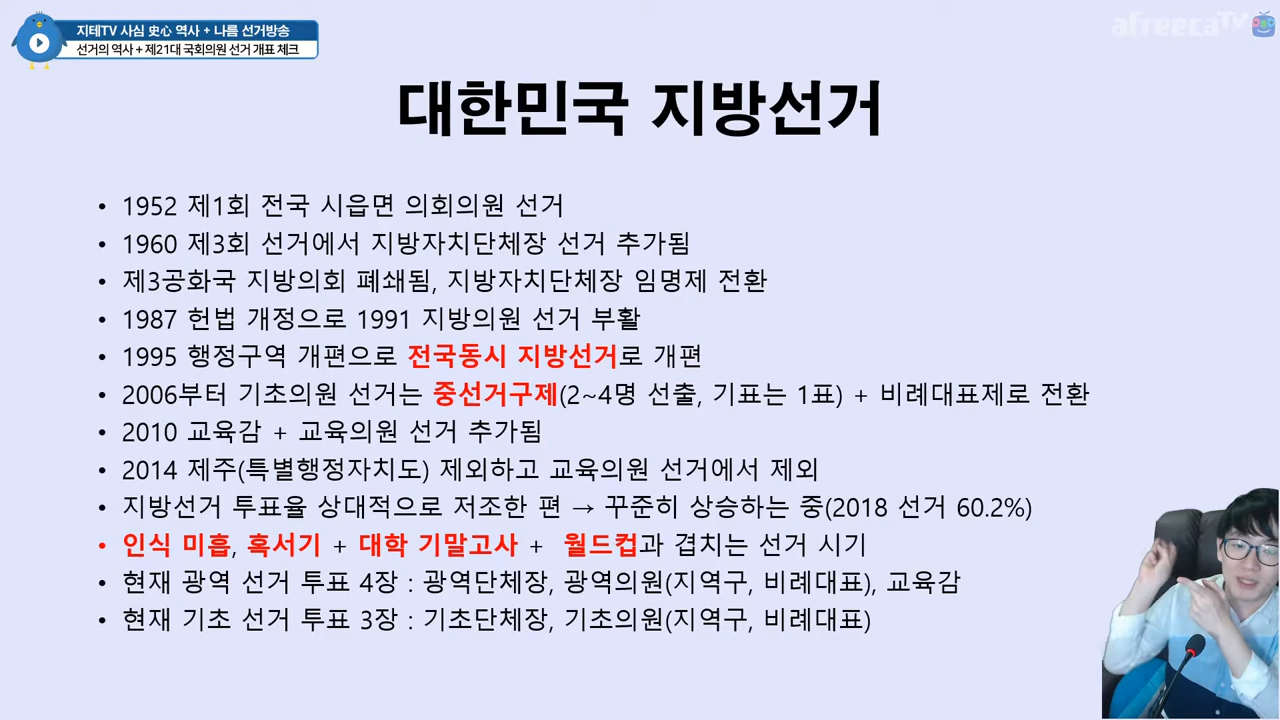 지테TV 사심 史心 역사 + 나름 선거방송
선거의 역사 + 제21대 국회의원 선거 개표 체크
afreecaTV
대한민국 지방선거
• 1952 제1회 전국 시읍면 의회의원 선거
• 1960 제3회 선거에서 지방자치단체장 선거 추가됨
• 제3공화국 지방의회 폐쇄됨, 지방자치단체장 임명제 전환
• 1987 헌법 개정으로 1991 지방의원 선거 부활
• 1995 행정구역 개편으로 전국동시 지방선거로 개편
• 2006부터 기초의원 선거는 중선거구제(2~4명 선출, 기표는 1표) + 비례대표제로 전환
• 2010 교육감 + 교육의원 선거 추가됨
• 2014 제주(특별행정자치도) 제외하고 교육의원 선거에서 제외
• 지방선거 투표율 상대적으로 저조한 편 → 꾸준히 상승하는 중(2018 선거 60.2%)
• 인식 미흡, 혹서기 + 대학 기말고사 + 월드컵과 겹치는 선거 시기
• 현재 광역 선거 투표 4장 : 광역단체장, 광역의원(지역구, 비례대표), 교육감
• 현재 기초 선거 투표 3장 : 기초단체장, 기초의원(지역구, 비례대표)